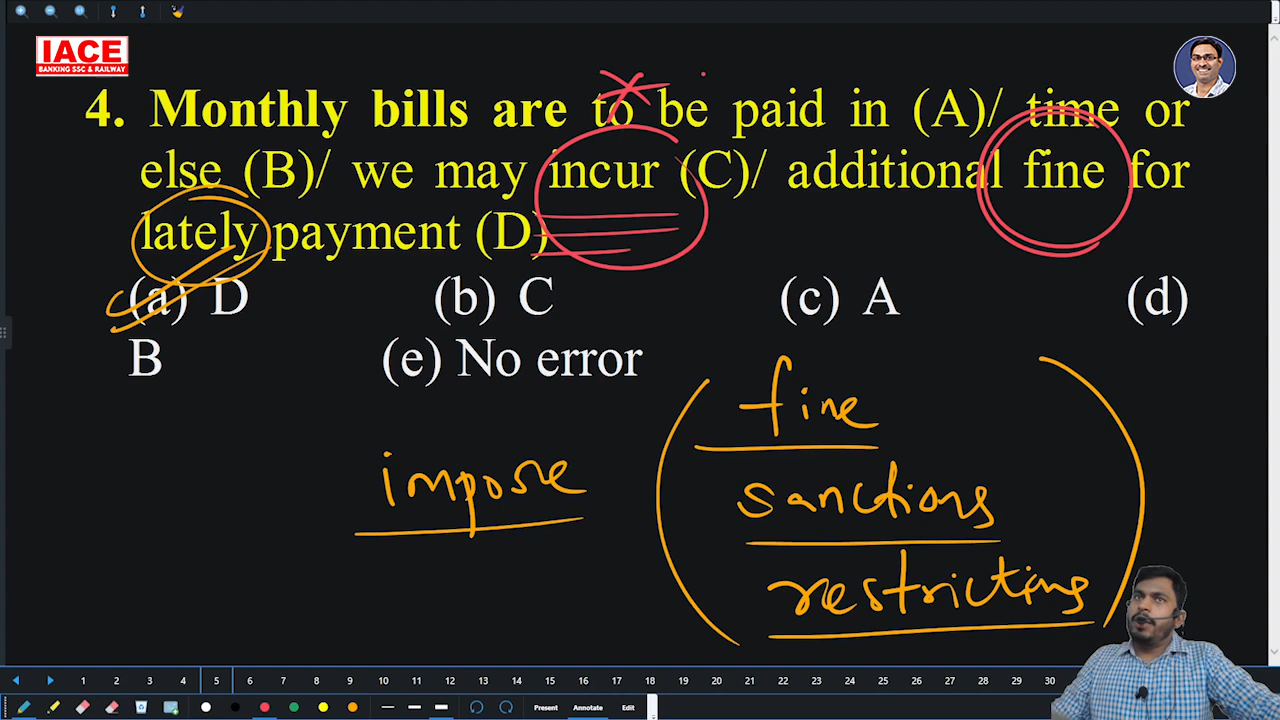 IACE
BANKING SSC & RAILWAY
4. Monthly bills are to be paid in (A)/ time or
else (B)/ we may incur (C)/ additional fine for
lately payment (D)
(a) D (b) C (c) A (d)
B (e) No error
fine
impose
sanctions
restrictions
1 2 3 4 5 6 7 8 9 10 11 12 13 14 15 16 17 18 19 20 21 22 23 24 25 26 27 28 29 30
Present Annotate Edit